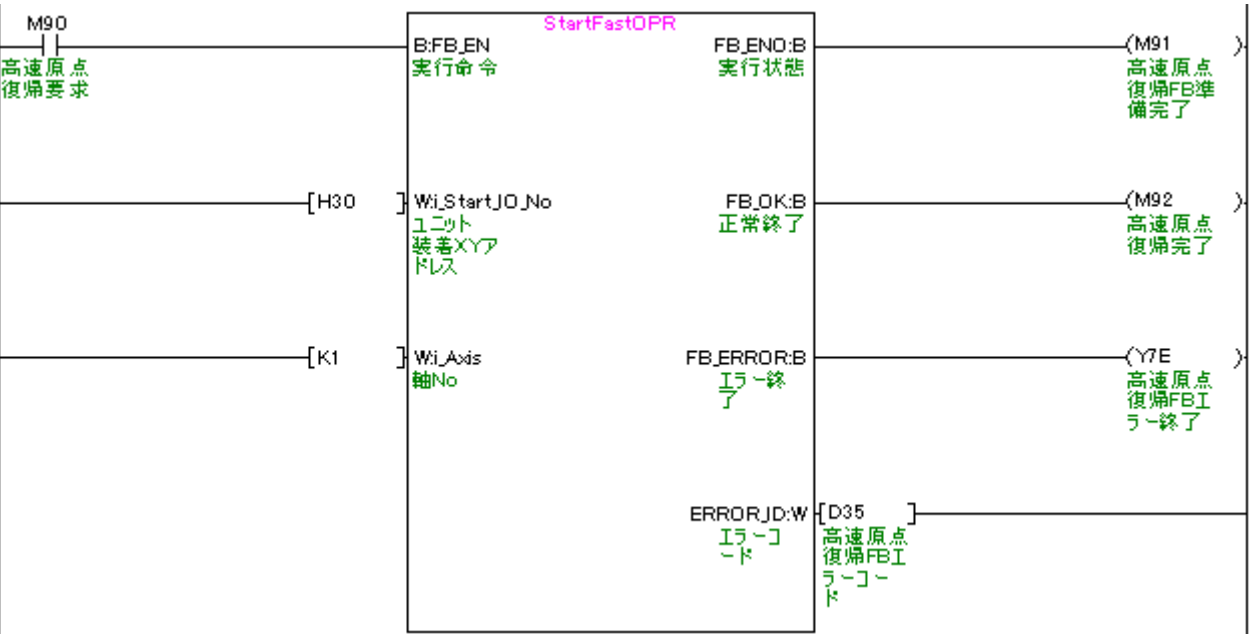 StartFastOPR
M90
高速原点
復帰要求
B:FB_EN
実行命令
FB_ENO:B
実行状態
(M91 )
高速原点
復帰FB準
備完了
[H30 ]
W:i_Start_IO_No
ユニット
装着XYア
ドレス
FB_OK:B
正常終了
(M92 )
高速原点
復帰完了
[K1 ]
W:i_Axis
軸No
FB_ERROR:B
エラー終
了
(Y7E )
高速原点
復帰FBエ
ラー終了
ERROR_ID:W
エラーコ
ード
[D35 ]
高速原点
復帰FBエ
ラーコー
ド